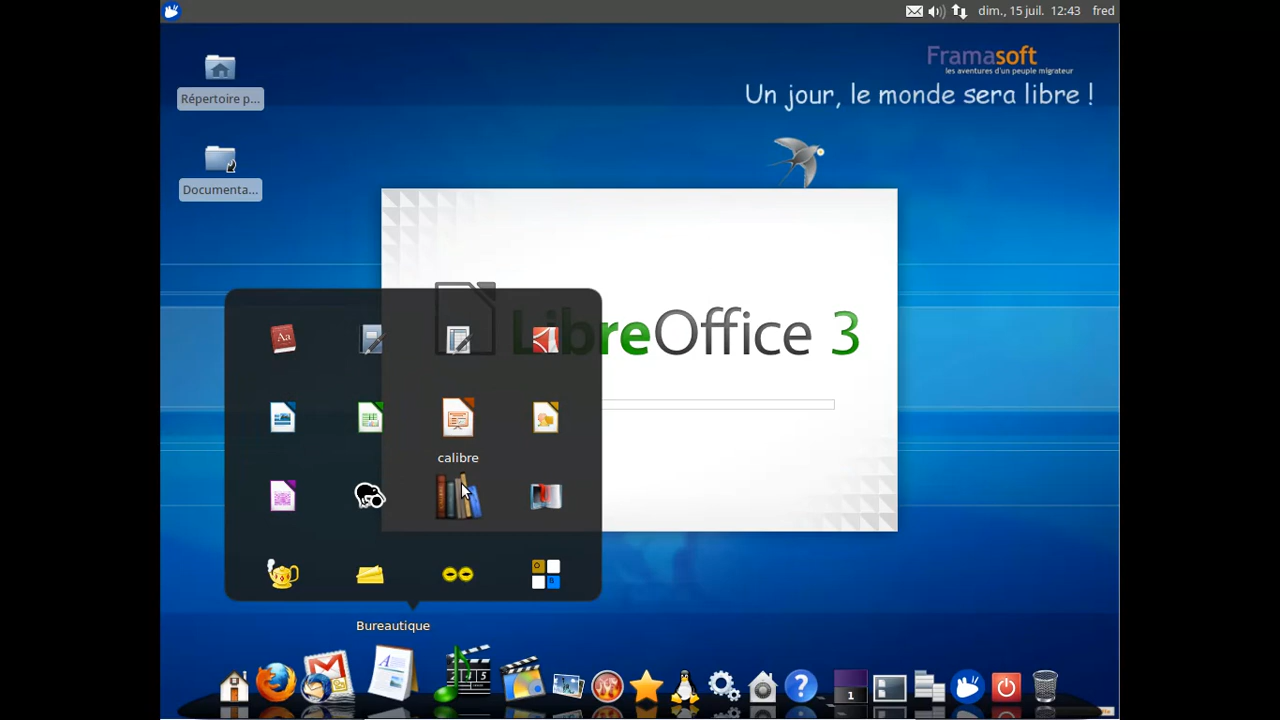 dim., 15 juil. 12:43 fred
Framasoft
les aventures d'un peuple migrateur
Un jour, le monde sera libre !
Répertoire p...
Documenta...
LibreOffice 3
Aa
calibre
Bureautique
1